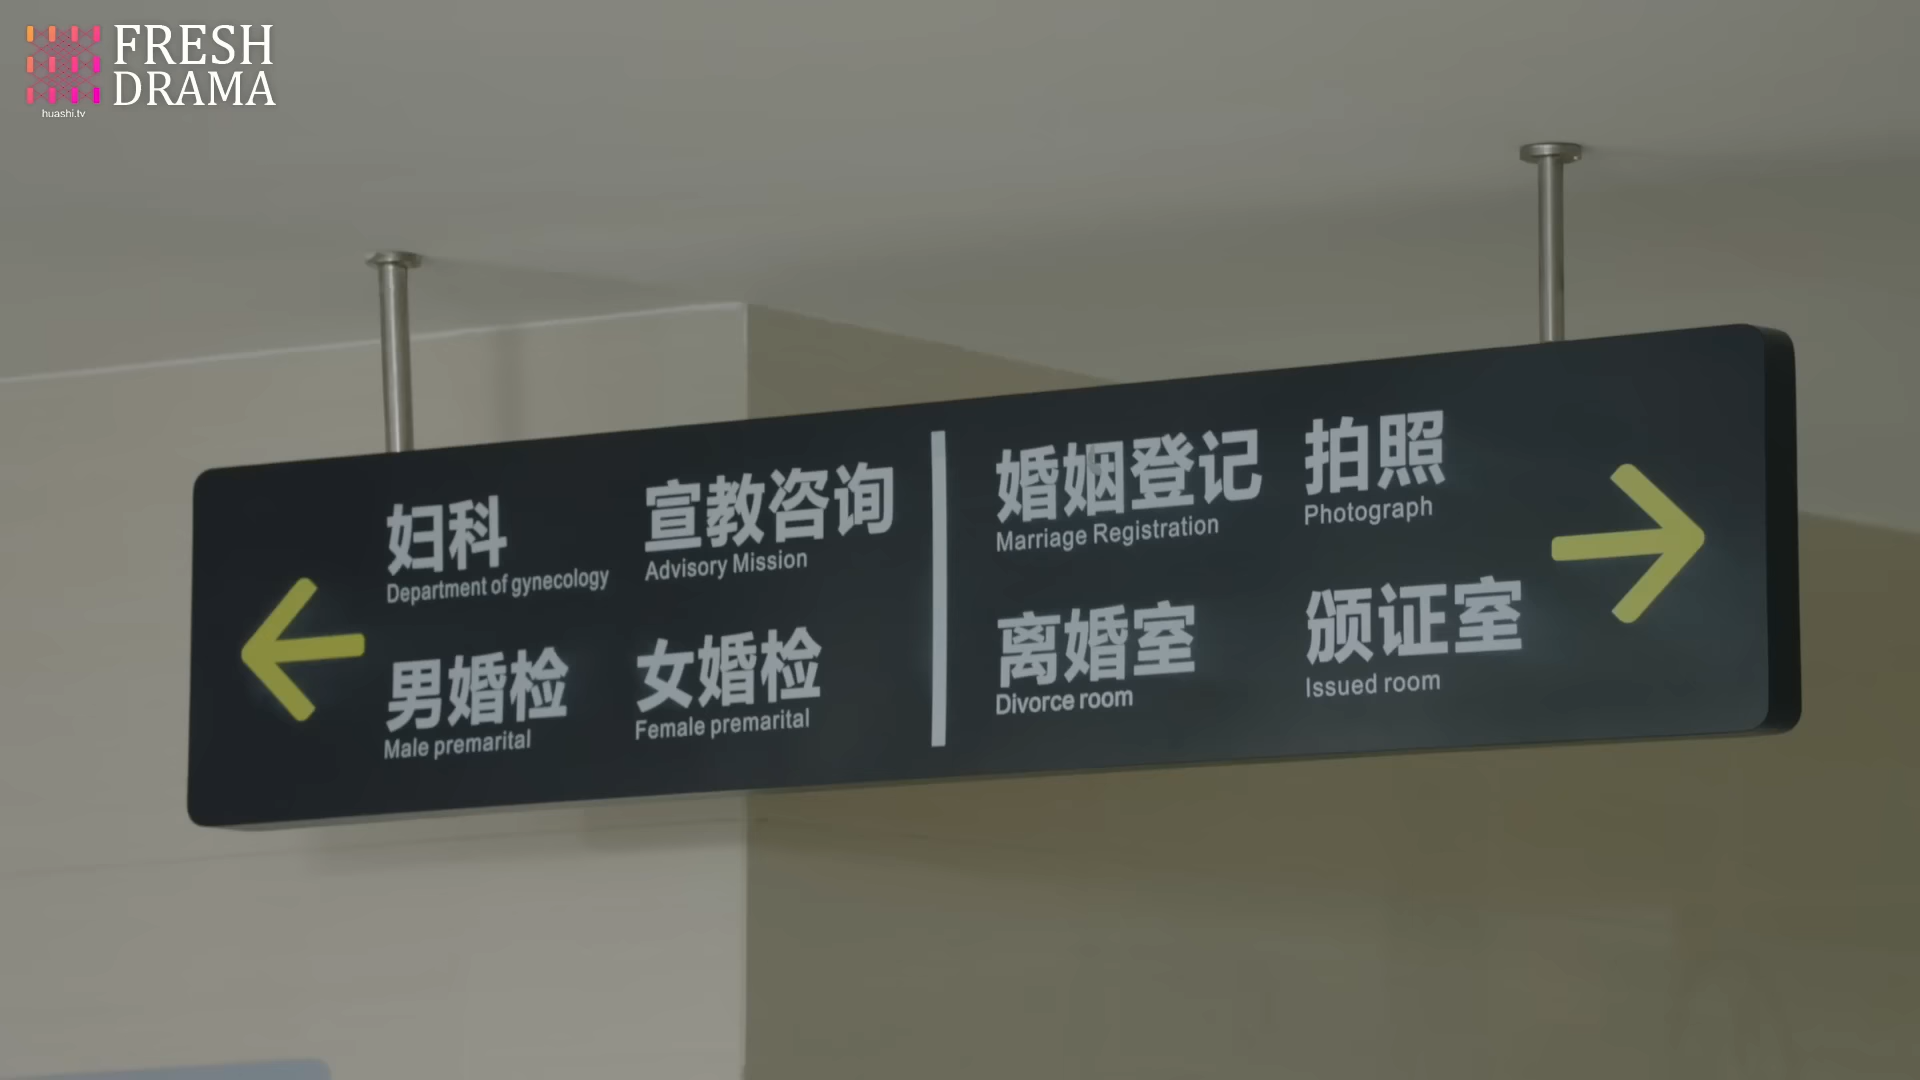 FRESH
DRAMA
huashi.tv
妇科
Department of gynecology
宣教咨询
Advisory Mission
男婚检
Male premarital
女婚检
Female premarital
婚姻登记
Marriage Registration
拍照
Photograph
离婚室
Divorce room
颁证室
Issued room